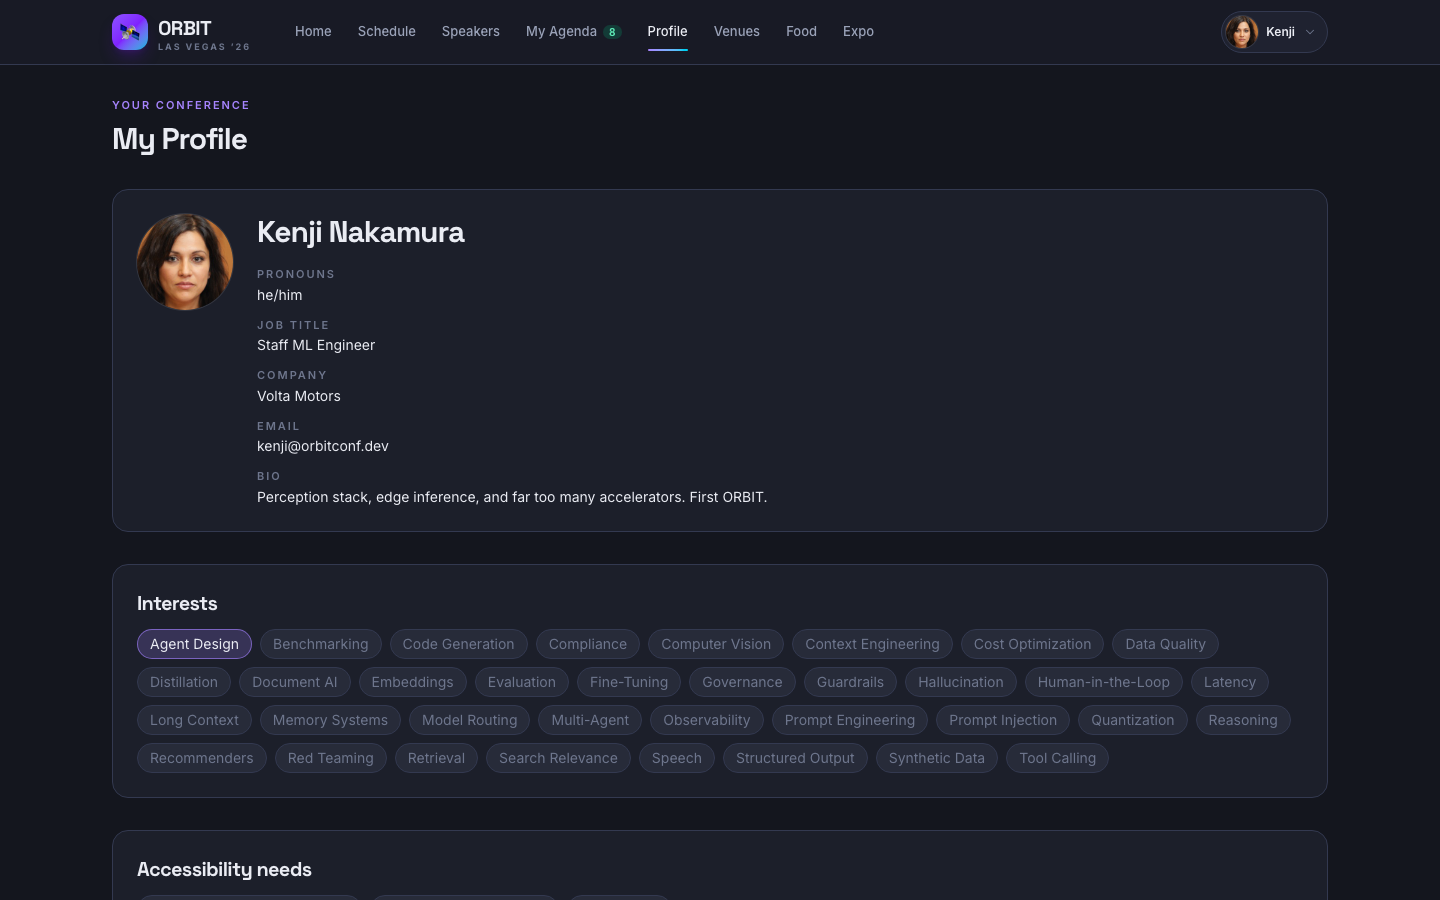 ORBIT
LAS VEGAS '26
Home Schedule Speakers My Agenda 8 Profile Venues Food Expo
Kenji
YOUR CONFERENCE
My Profile
Kenji Nakamura
PRONOUNS
he/him
JOB TITLE
Staff ML Engineer
COMPANY
Volta Motors
EMAIL
kenji@orbitconf.dev
BIO
Perception stack, edge inference, and far too many accelerators. First ORBIT.
Interests
Agent Design Benchmarking Code Generation Compliance Computer Vision Context Engineering Cost Optimization Data Quality
Distillation Document AI Embeddings Evaluation Fine-Tuning Governance Guardrails Hallucination Human-in-the-Loop Latency
Long Context Memory Systems Model Routing Multi-Agent Observability Prompt Engineering Prompt Injection Quantization Reasoning
Recommenders Red Teaming Retrieval Search Relevance Speech Structured Output Synthetic Data Tool Calling
Accessibility needs